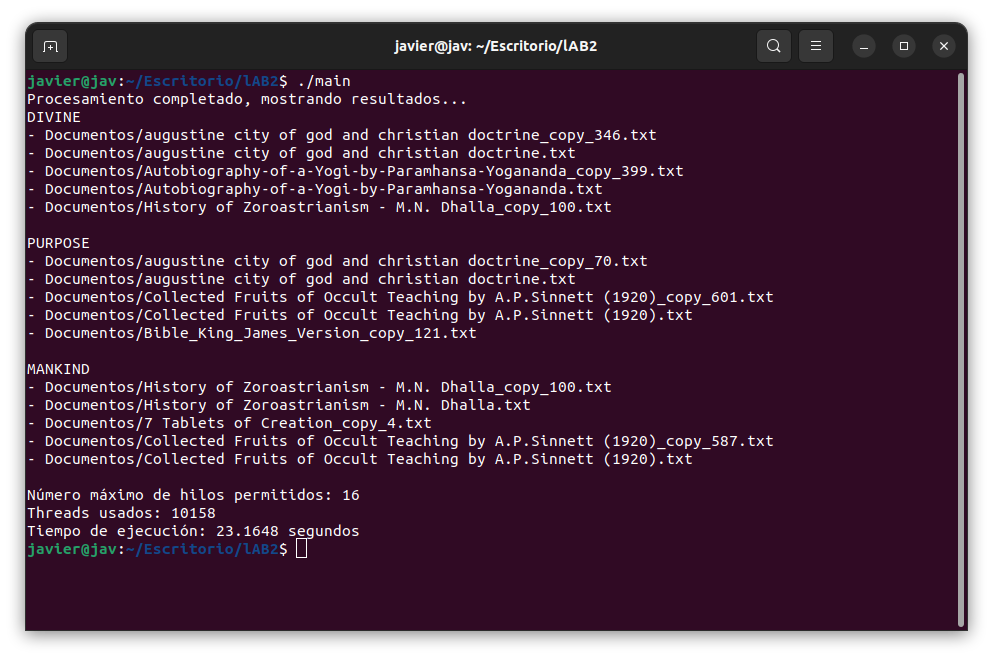 javier@jav: ~/Escritorio/lAB2
javier@jav:~/Escritorio/lAB2$ ./main
Procesamiento completado, mostrando resultados...
DIVINE
- Documentos/augustine city of god and christian doctrine_copy_346.txt
- Documentos/augustine city of god and christian doctrine.txt
- Documentos/Autobiography-of-a-Yogi-by-Paramhansa-Yogananda_copy_399.txt
- Documentos/Autobiography-of-a-Yogi-by-Paramhansa-Yogananda.txt
- Documentos/History of Zoroastrianism - M.N. Dhalla_copy_100.txt

PURPOSE
- Documentos/augustine city of god and christian doctrine_copy_70.txt
- Documentos/augustine city of god and christian doctrine.txt
- Documentos/Collected Fruits of Occult Teaching by A.P.Sinnett (1920)_copy_601.txt
- Documentos/Collected Fruits of Occult Teaching by A.P.Sinnett (1920).txt
- Documentos/Bible_King_James_Version_copy_121.txt

MANKIND
- Documentos/History of Zoroastrianism - M.N. Dhalla_copy_100.txt
- Documentos/History of Zoroastrianism - M.N. Dhalla.txt
- Documentos/7 Tablets of Creation_copy_4.txt
- Documentos/Collected Fruits of Occult Teaching by A.P.Sinnett (1920)_copy_587.txt
- Documentos/Collected Fruits of Occult Teaching by A.P.Sinnett (1920).txt

Número máximo de hilos permitidos: 16
Threads usados: 10158
Tiempo de ejecución: 23.1648 segundos
javier@jav:~/Escritorio/lAB2$